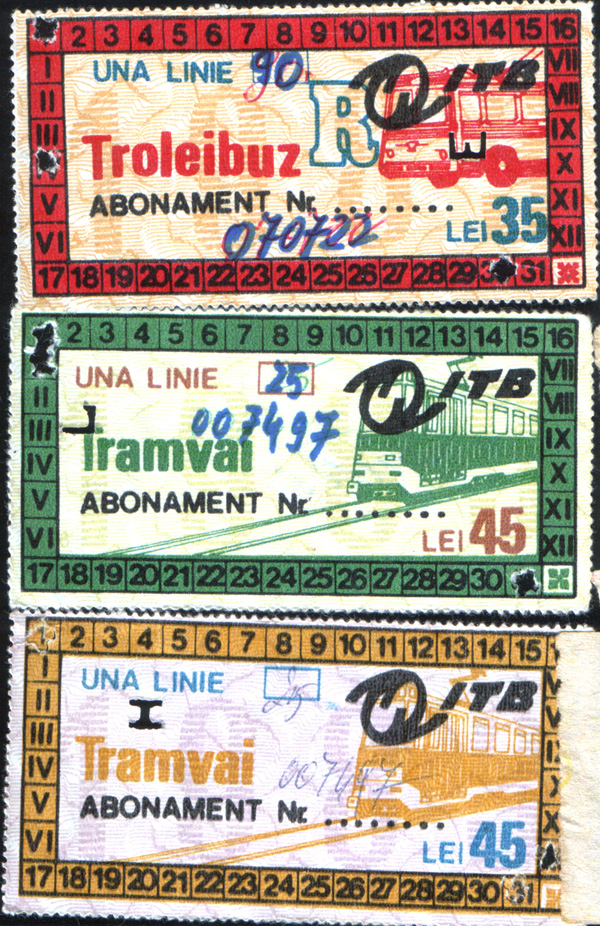 2 3 4 5 6 7 8 9 10 11 12 13 14 15 16
I II III V VI
VII VIII IX X XI XII
UNA LINIE 90
ITB
R
E
Troleibuz
ABONAMENT Nr. ........
070722
LEI 35
17 18 19 20 21 22 23 24 25 26 27 28 29 31
2 3 4 5 6 7 8 9 10 11 12 13 14 15 16
II III IV V VI
VII VIII IX X XI XII
UNA LINIE 25
ITB
007497
L
Tramvai
ABONAMENT Nr. ........
LEI 45
17 18 19 20 21 22 23 24 25 26 27 28 29 30
2 3 4 5 6 7 8 9 10 11 12 13 14 15
I II III IV V VI
UNA LINIE 25
ITB
I
Tramvai
ABONAMENT Nr. ........
LEI 45
17 18 19 20 21 22 23 24 25 26 27 28 29 30 31